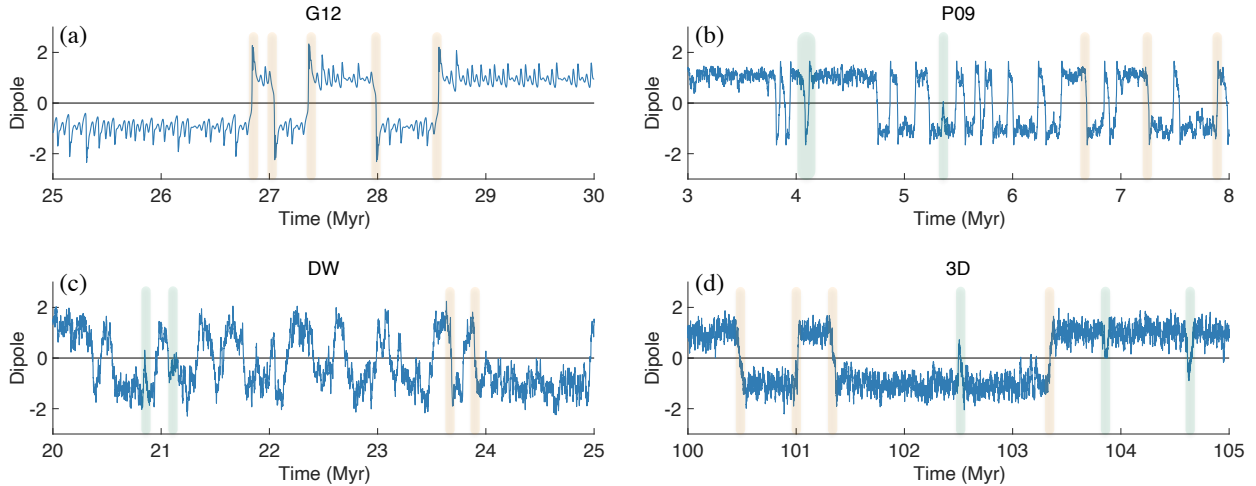 G12
(a)
2
0
-2
Dipole
25 26 27 28 29 30
Time (Myr)
P09
(b)
2
0
-2
Dipole
3 4 5 6 7 8
Time (Myr)
DW
(c)
2
0
-2
Dipole
20 21 22 23 24 25
Time (Myr)
3D
(d)
2
0
-2
Dipole
100 101 102 103 104 105
Time (Myr)